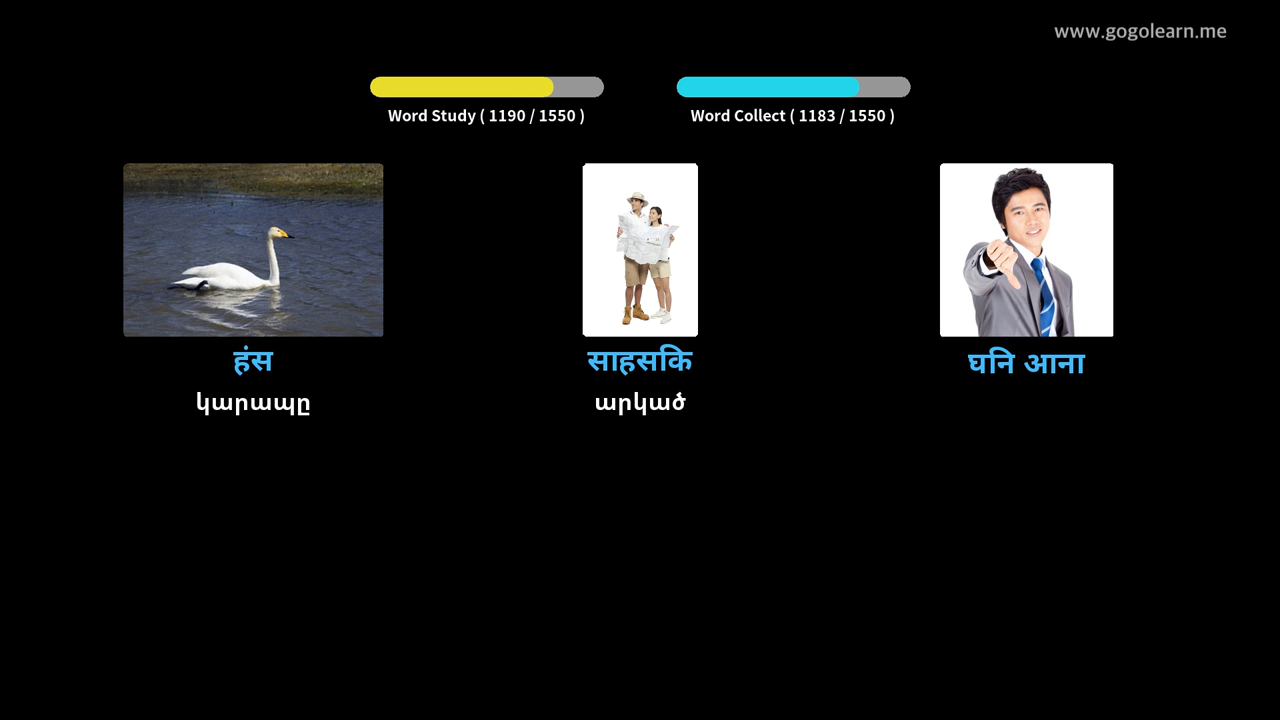 www.gogolearn.me
Word Study ( 1190 / 1550 )
Word Collect ( 1183 / 1550 )
हंस
साहसकि
घनि आना
կարապը
արկած